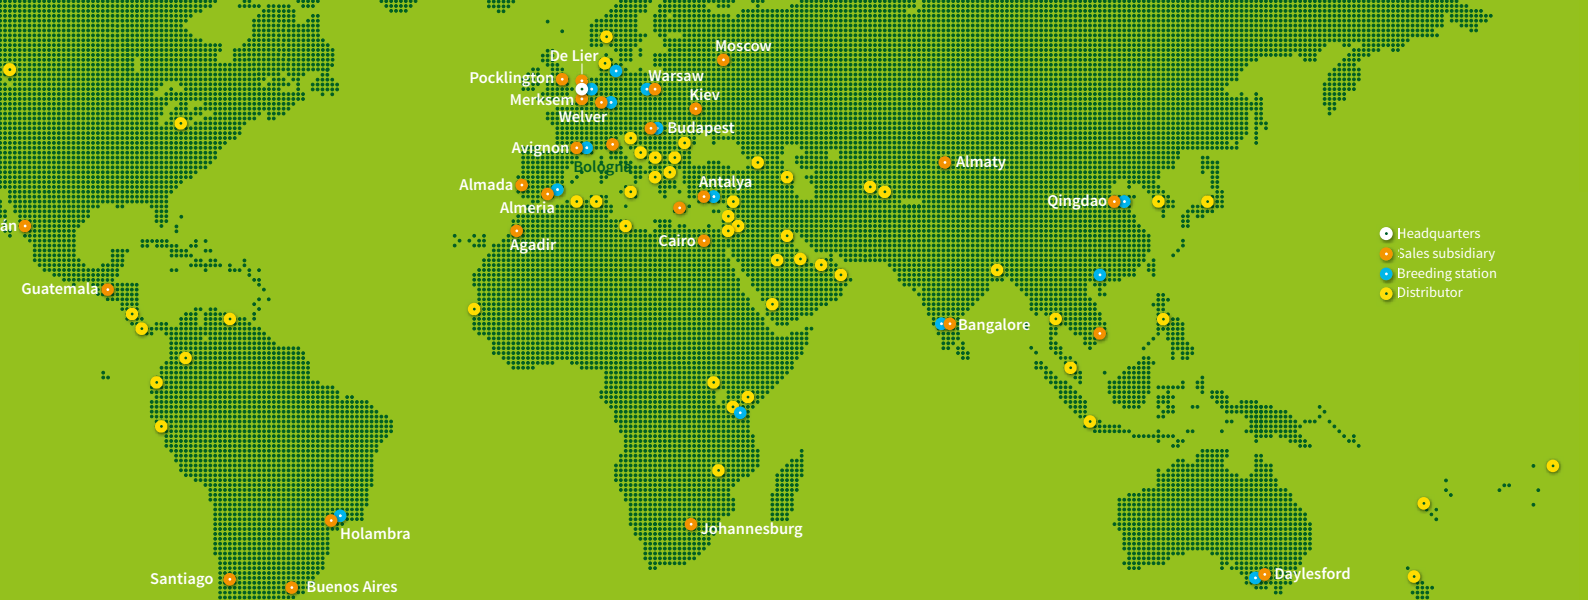 Moscow
De Lier
Pocklington
Warsaw
Merksem
Kiev
Welver
Budapest
Avignon
Bologna
Almaty
Almada
Antalya
Almeria
Qingdao
án
Agadir
Cairo
Headquarters
Sales subsidiary
Breeding station
Distributor
Guatemala
Bangalore
Holambra
Johannesburg
Santiago
Buenos Aires
Daylesford